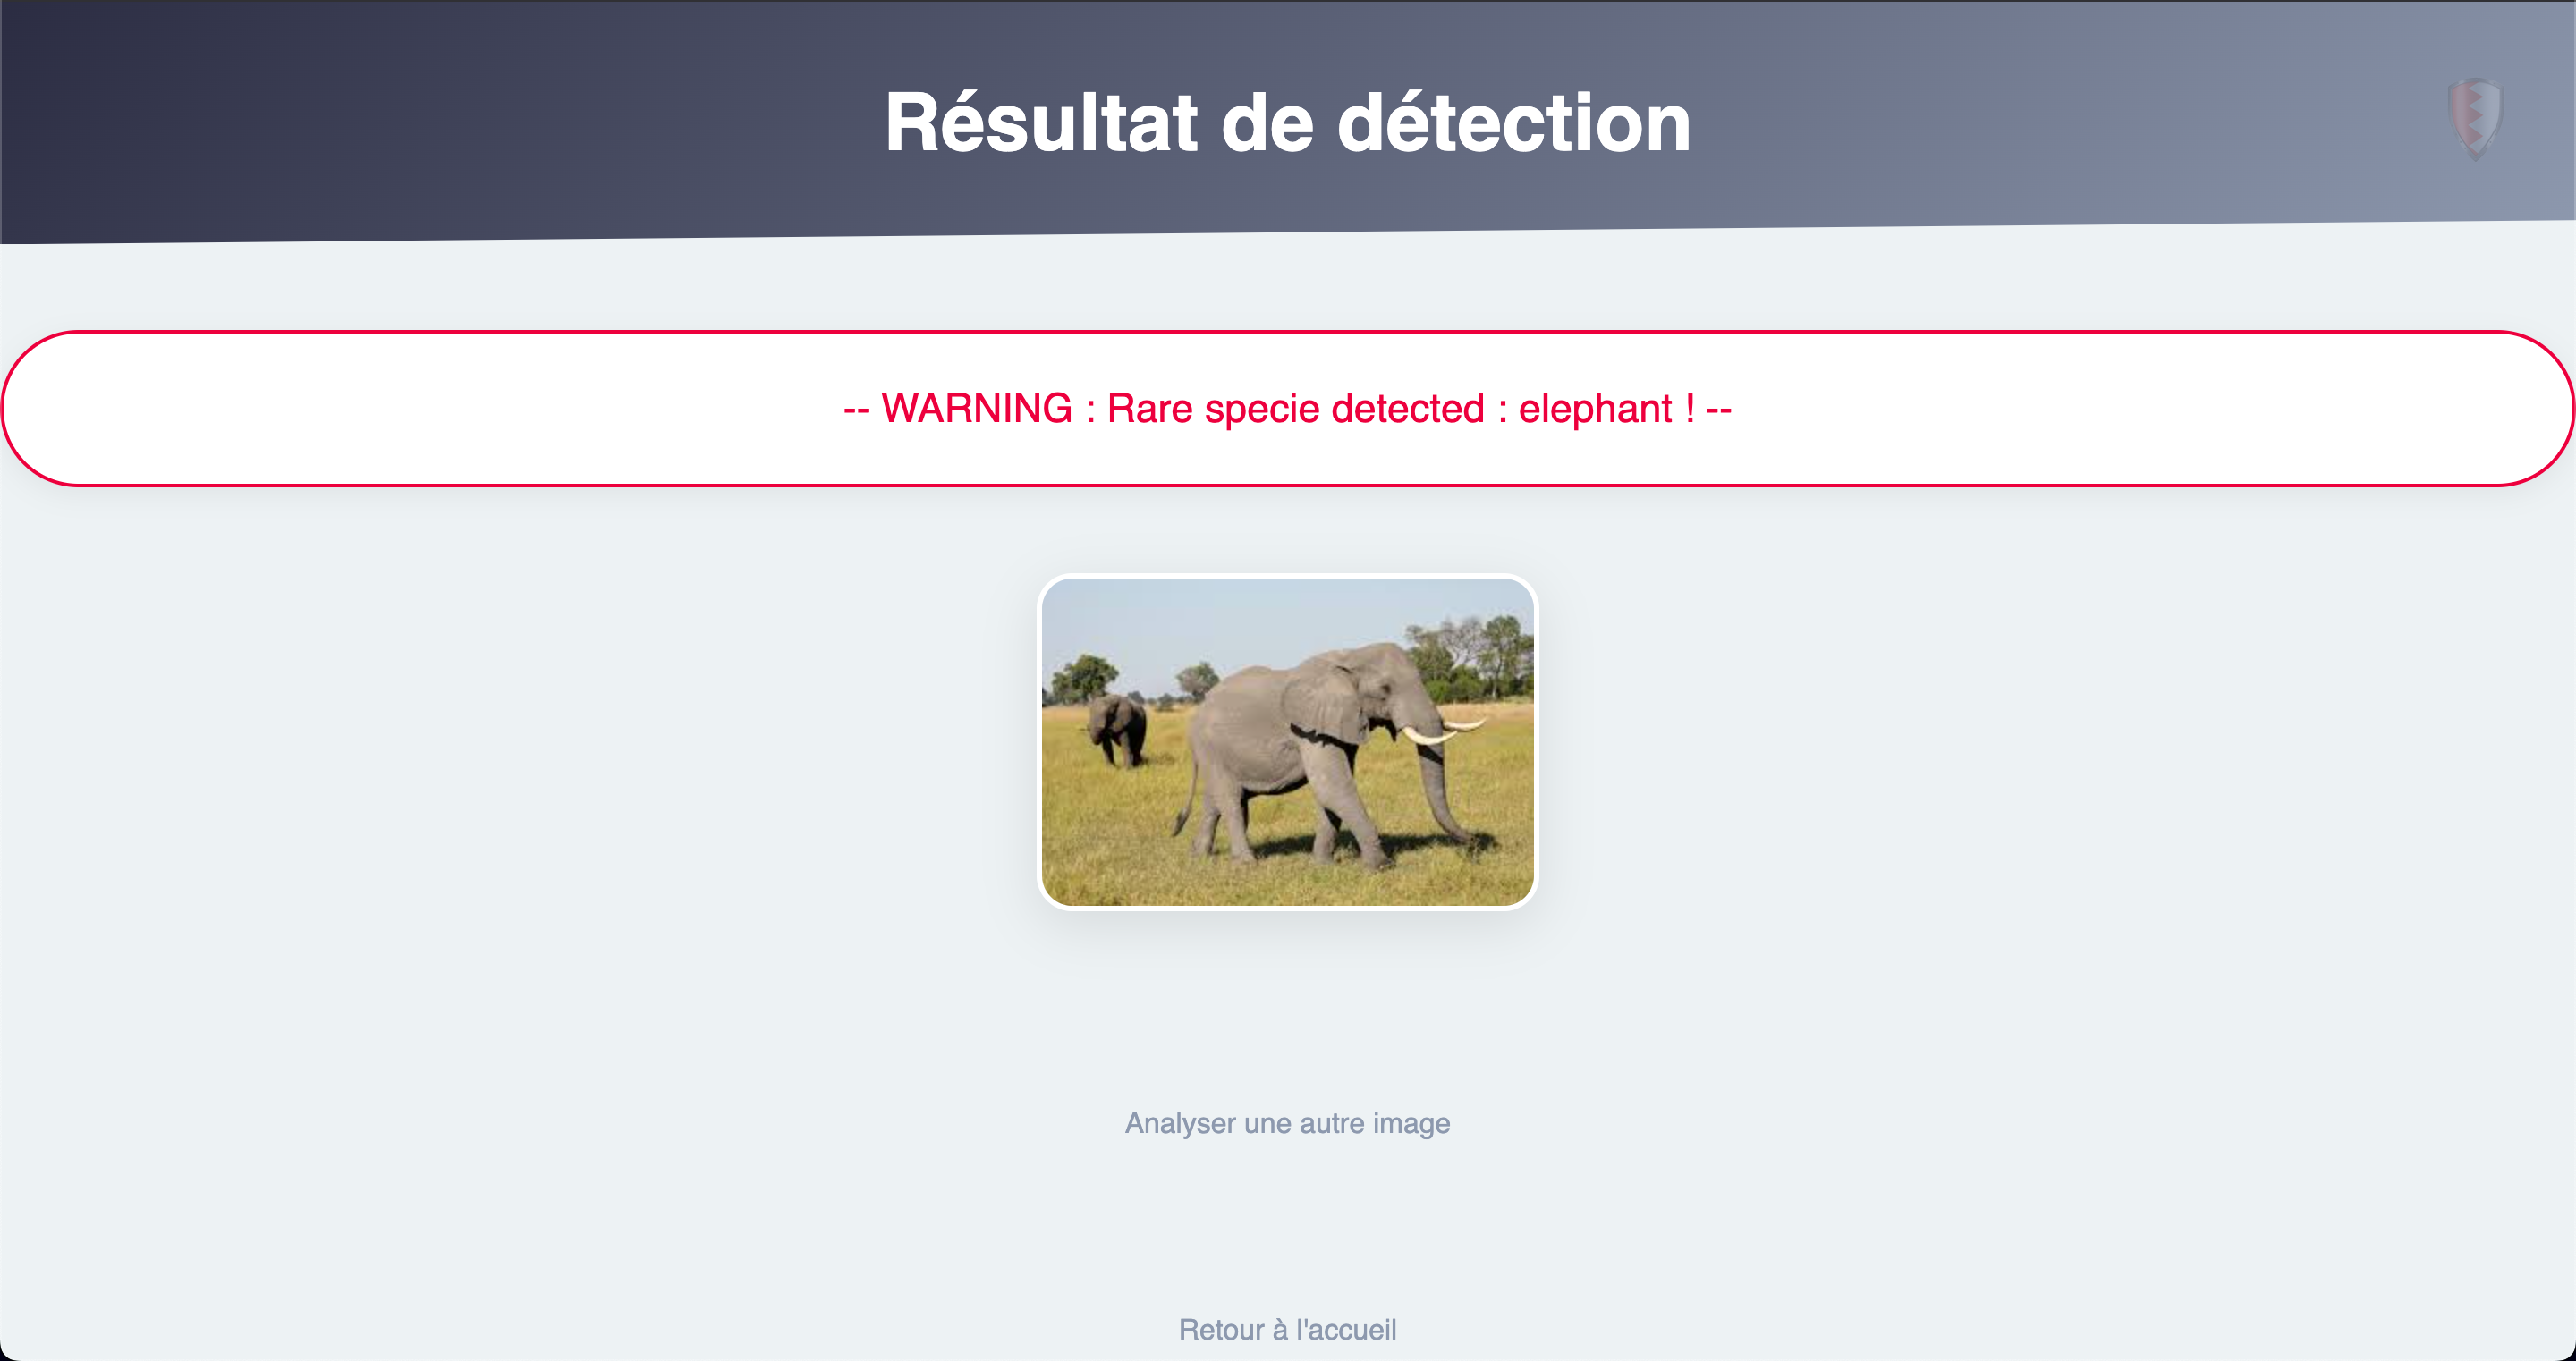 Résultat de détection
-- WARNING : Rare specie detected : elephant ! --
Analyser une autre image
Retour à l'accueil